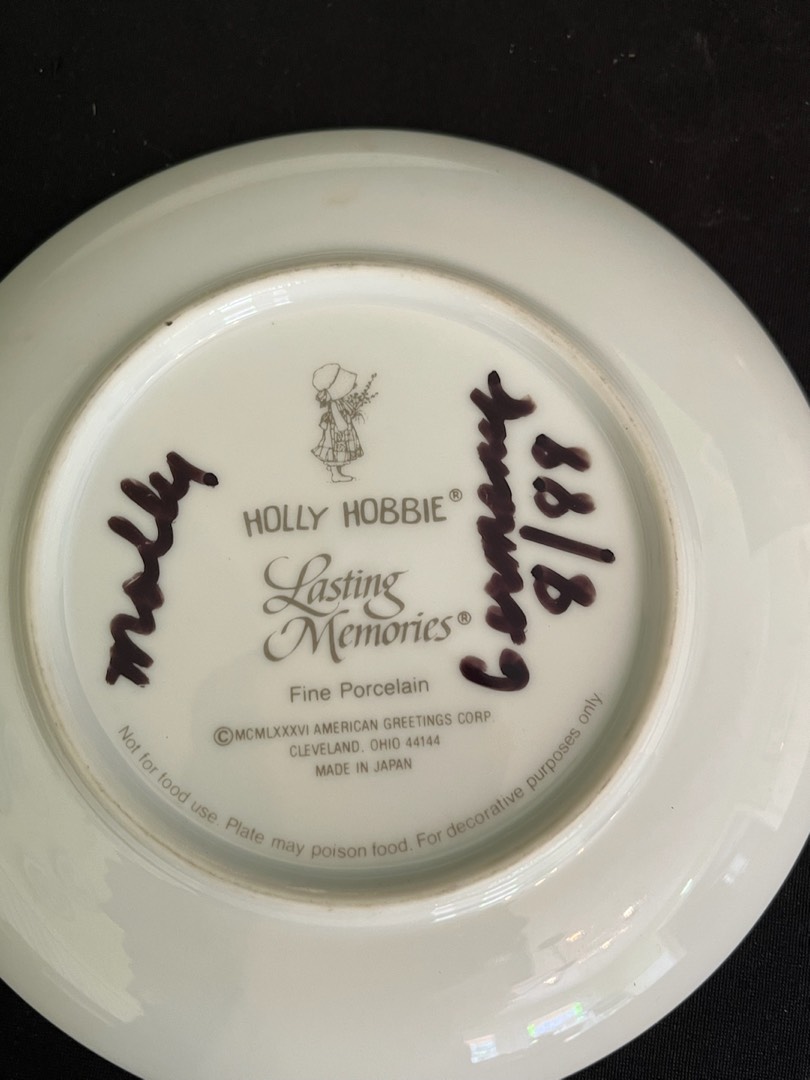 HOLLY HOBBIE®
Lasting
Memories®
Fine Porcelain
©MCMLXXXVI AMERICAN GREETINGS CORP.
CLEVELAND, OHIO 44144
MADE IN JAPAN
Not for food use. Plate may poison food. For decorative purposes only.
molly
Germany
8/88